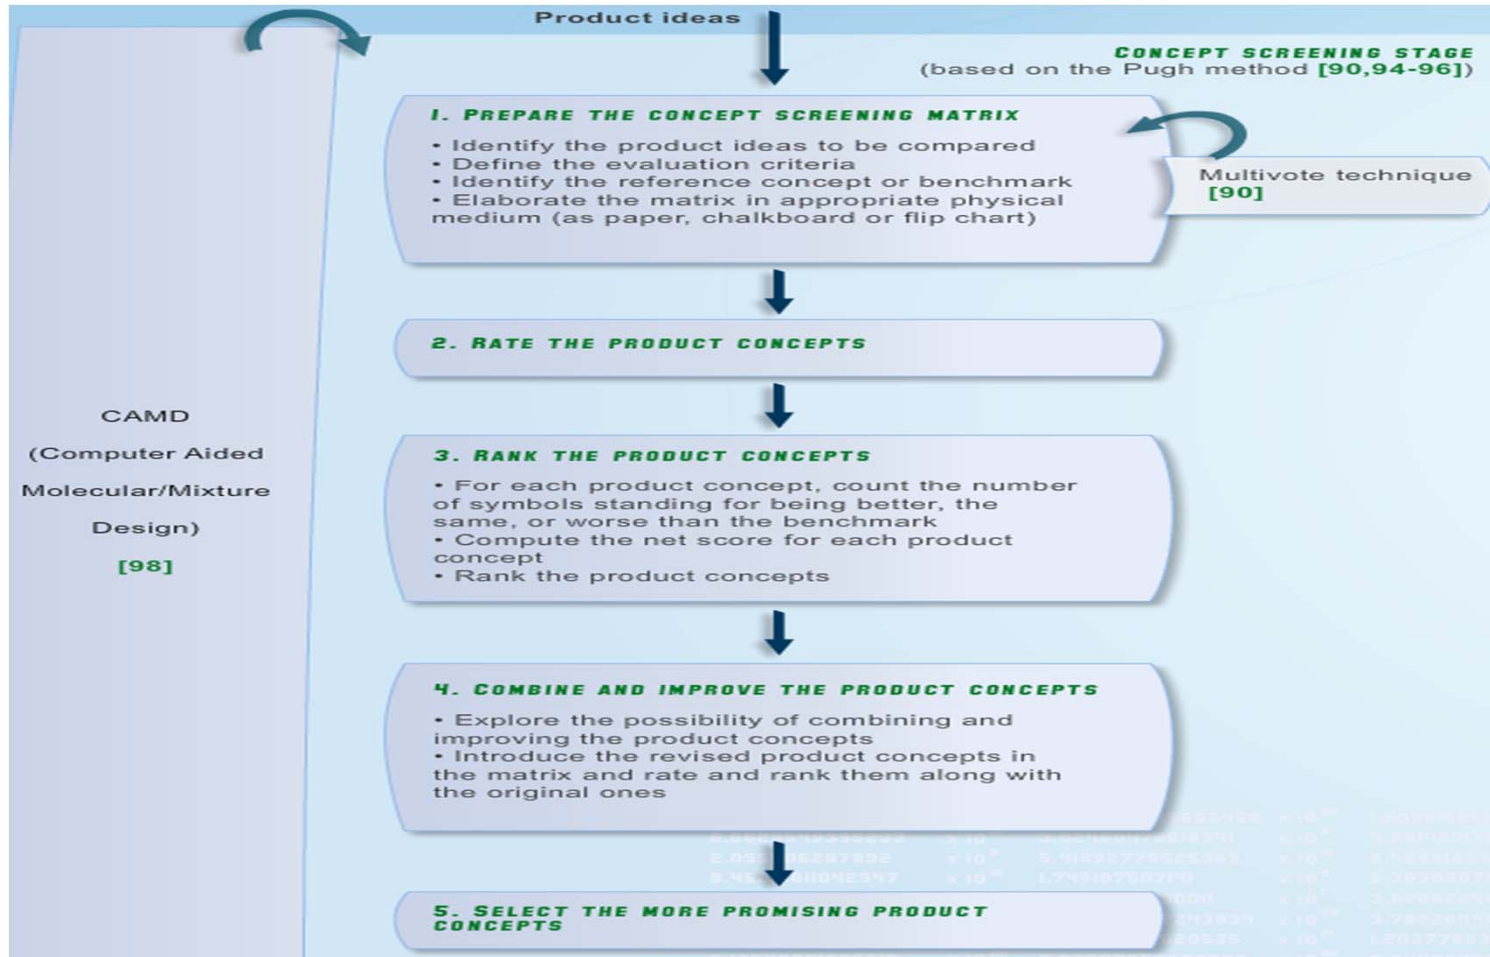 Product ideas
CONCEPT SCREENING STAGE
(based on the Pugh method [90,94-96])
1. PREPARE THE CONCEPT SCREENING MATRIX
• Identify the product ideas to be compared
• Define the evaluation criteria
• Identify the reference concept or benchmark
• Elaborate the matrix in appropriate physical
medium (as paper, chalkboard or flip chart)
Multivote technique
[90]
2. RATE THE PRODUCT CONCEPTS
CAMD
(Computer Aided
Molecular/Mixture
Design)
[98]
3. RANK THE PRODUCT CONCEPTS
• For each product concept, count the number
of symbols standing for being better, the
same, or worse than the benchmark
• Compute the net score for each product
concept
• Rank the product concepts
4. COMBINE AND IMPROVE THE PRODUCT CONCEPTS
• Explore the possibility of combining and
improving the product concepts
• Introduce the revised product concepts in
the matrix and rate and rank them along with
the original ones
5. SELECT THE MORE PROMISING PRODUCT
CONCEPTS